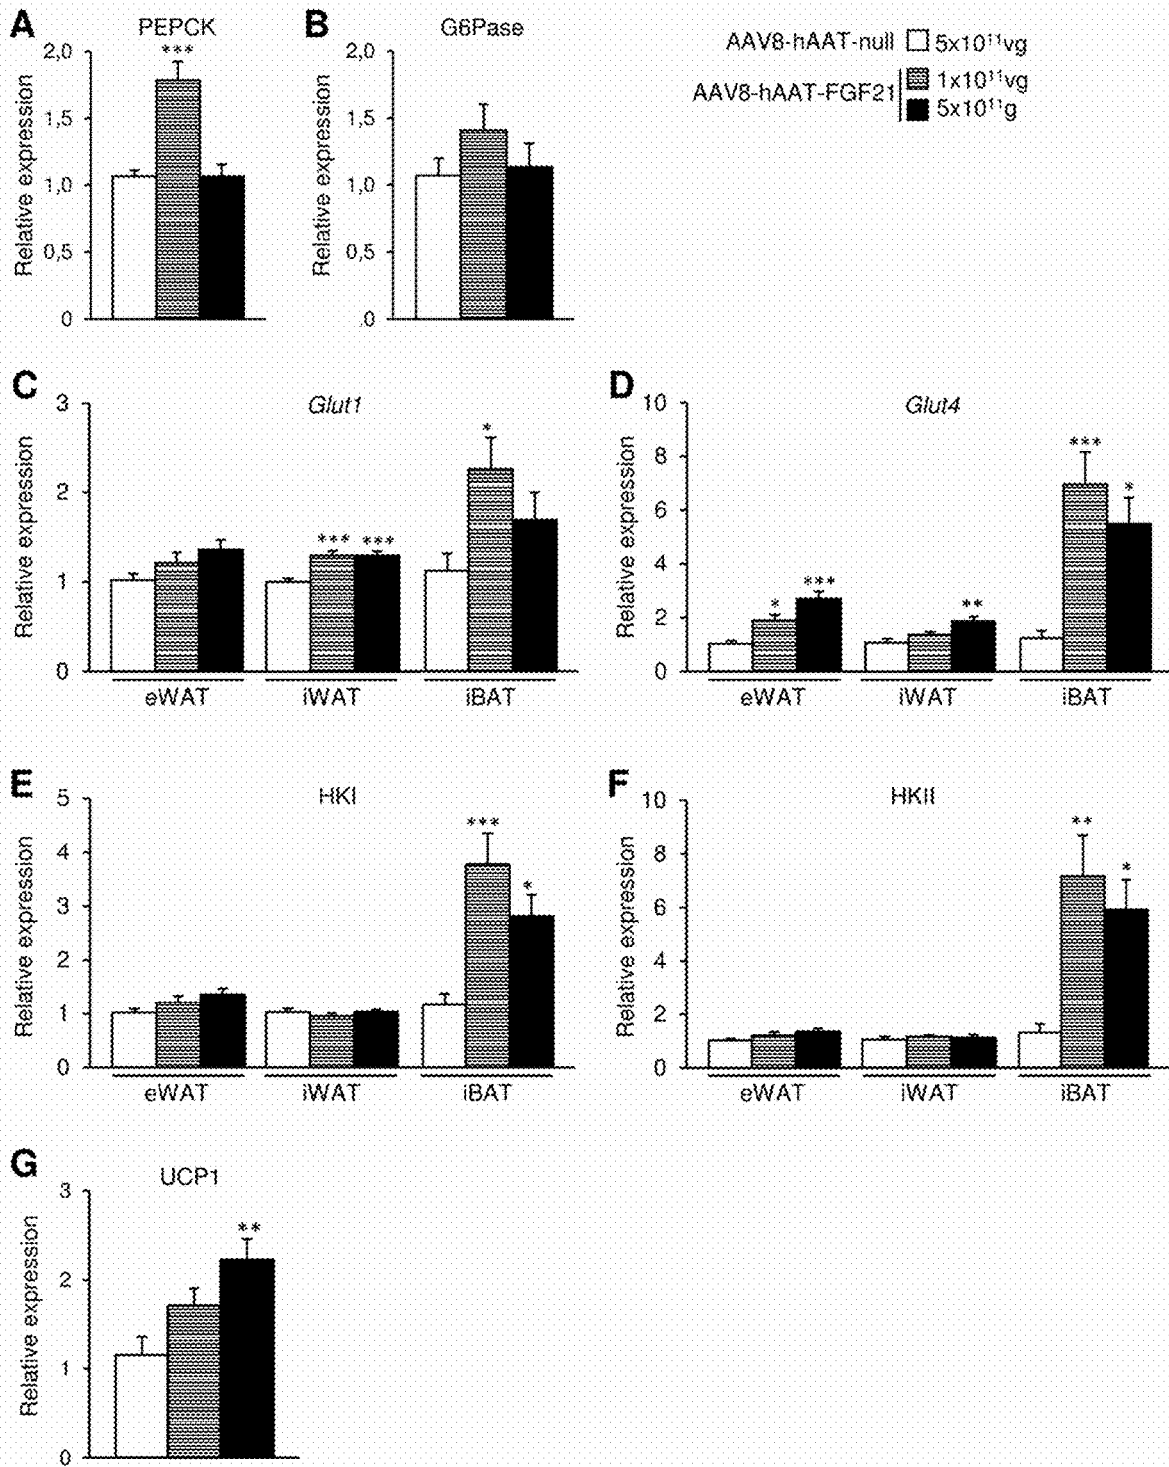 A
PEPCK
***
Relative expression
2,0
1,5
1,0
0,5
0
B
G6Pase
Relative expression
2,0
1,5
1,0
0,5
.0
AAV8-hAAT-null 5x10¹¹vg
AAV8-hAAT-FGF21 1x10¹¹vg
5x10¹¹g
C
Glut1
Relative expression
3
2
1
0
*** *** *
eWAT iWAT iBAT
D
Glut4
Relative expression
10
8
6
4
2
0
* *** ** *** *
eWAT iWAT iBAT
E
HKI
Relative expression
5
4
3
2
1
0
*** *
eWAT iWAT iBAT
F
HKII
Relative expression
10
8
6
4
2
0
** *
eWAT iWAT iBAT
G
UCP1
Relative expression
3
2
1
0
**